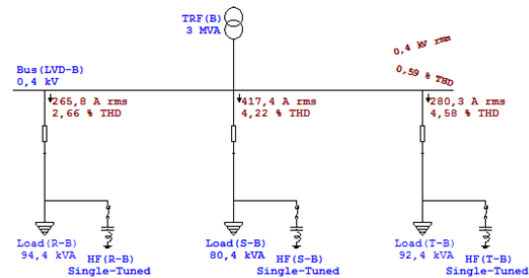 TRF(B)
3 MVA
0,4 kV rms
0,59 % THD
Bus(LVD-B)
0,4 kV
265,8 A rms
2,66 % THD
417,4 A rms
4,22 % THD
280,3 A rms
4,58 % THD
Load(R-B)
94,4 kVA
HF(R-B)
Single-Tuned
Load(S-B)
80,4 kVA
HF(S-B)
Single-Tuned
Load(T-B)
92,4 kVA
HF(T-B)
Single-Tuned